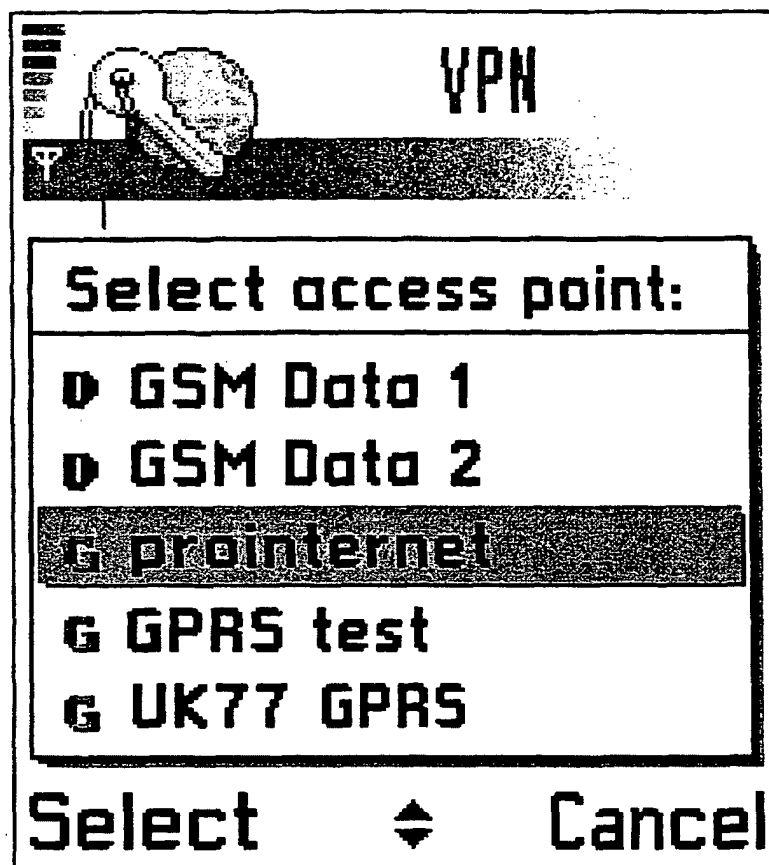 VPN
Select access point:
D GSM Data 1
D GSM Data 2
G prointernet
G GPRS test
G UK77 GPRS
Select Cancel